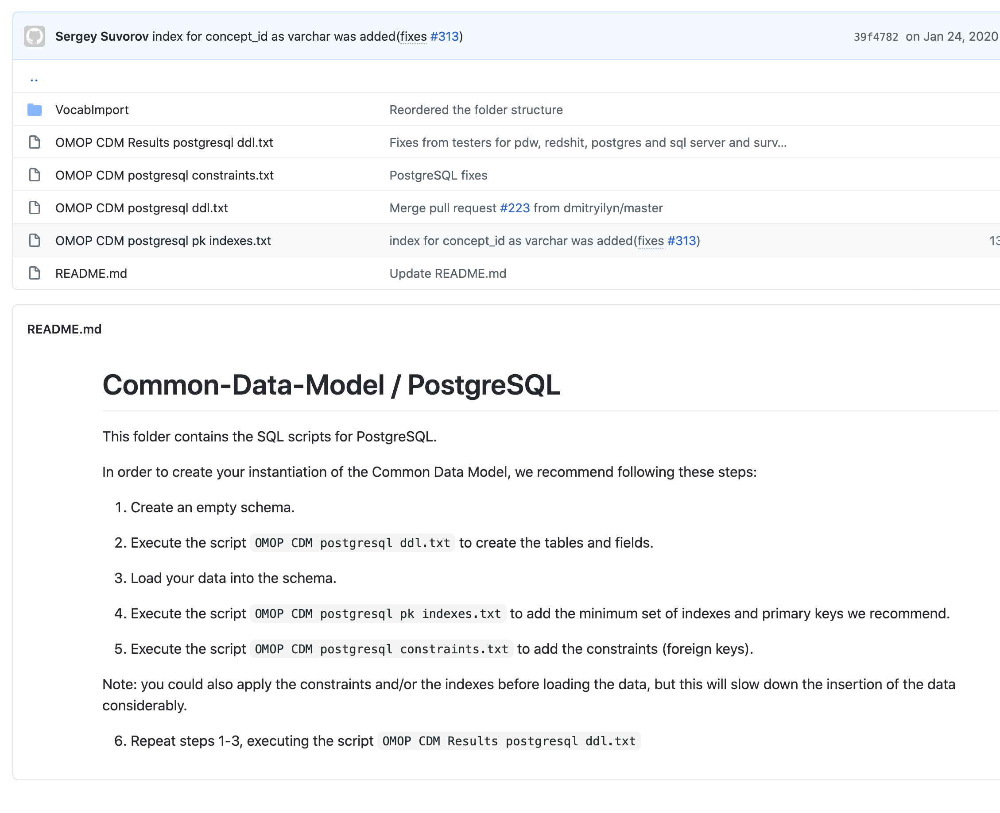 Sergey Suvorov index for concept_id as varchar was added(fixes #313) 39f4782 on Jan 24, 2020
..
VocabImport Reordered the folder structure
OMOP CDM Results postgresql ddl.txt Fixes from testers for pdw, redshit, postgres and sql server and surv...
OMOP CDM postgresql constraints.txt PostgreSQL fixes
OMOP CDM postgresql ddl.txt Merge pull request #223 from dmitryilyn/master
OMOP CDM postgresql pk indexes.txt index for concept_id as varchar was added(fixes #313) 13
README.md Update README.md
README.md
Common-Data-Model / PostgreSQL
This folder contains the SQL scripts for PostgreSQL.
In order to create your instantiation of the Common Data Model, we recommend following these steps:
1. Create an empty schema.
2. Execute the script OMOP CDM postgresql ddl.txt to create the tables and fields.
3. Load your data into the schema.
4. Execute the script OMOP CDM postgresql pk indexes.txt to add the minimum set of indexes and primary keys we recommend.
5. Execute the script OMOP CDM postgresql constraints.txt to add the constraints (foreign keys).
Note: you could also apply the constraints and/or the indexes before loading the data, but this will slow down the insertion of the data
considerably.
6. Repeat steps 1-3, executing the script OMOP CDM Results postgresql ddl.txt